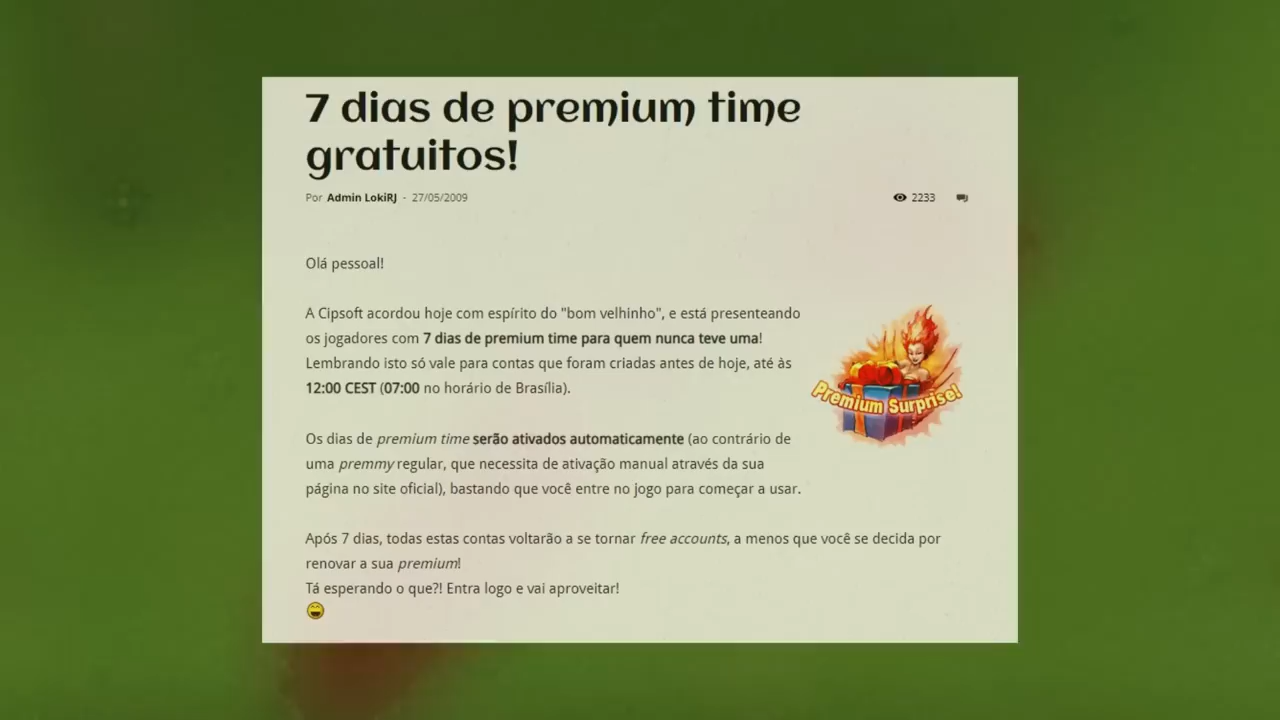 7 dias de premium time
gratuitos!
Por Admin LokiRJ - 27/05/2009
2233
Olá pessoal!
A Cipsoft acordou hoje com espírito do "bom velhinho", e está presenteando
os jogadores com 7 dias de premium time para quem nunca teve uma!
Lembrando isto só vale para contas que foram criadas antes de hoje, até às
12:00 CEST (07:00 no horário de Brasília).
Premium Surprise!
Os dias de premium time serão ativados automaticamente (ao contrário de
uma premmy regular, que necessita de ativação manual através da sua
página no site oficial), bastando que você entre no jogo para começar a usar.
Após 7 dias, todas estas contas voltarão a se tornar free accounts, a menos que você se decida por
renovar a sua premium!
Tá esperando o que?! Entra logo e vai aproveitar!